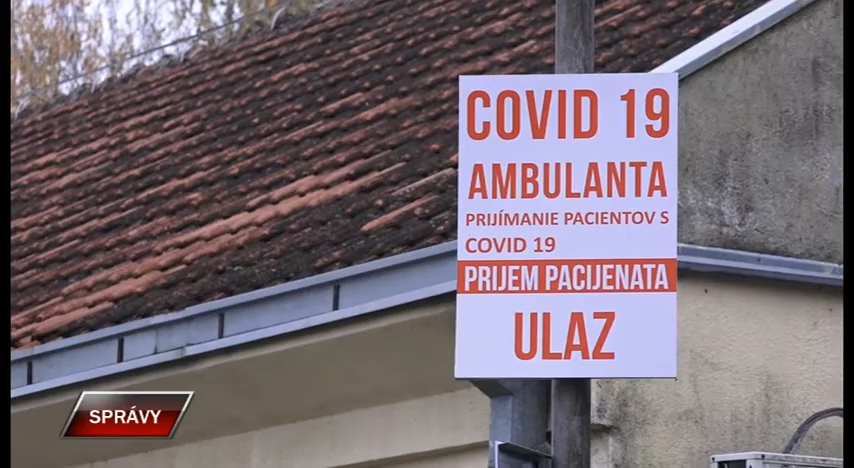 COVID 19
AMBULANTA
PRIJÍMANIE PACIENTOV S
COVID 19
PRIJEM PACIJENATA
ULAZ
SPRÁVY